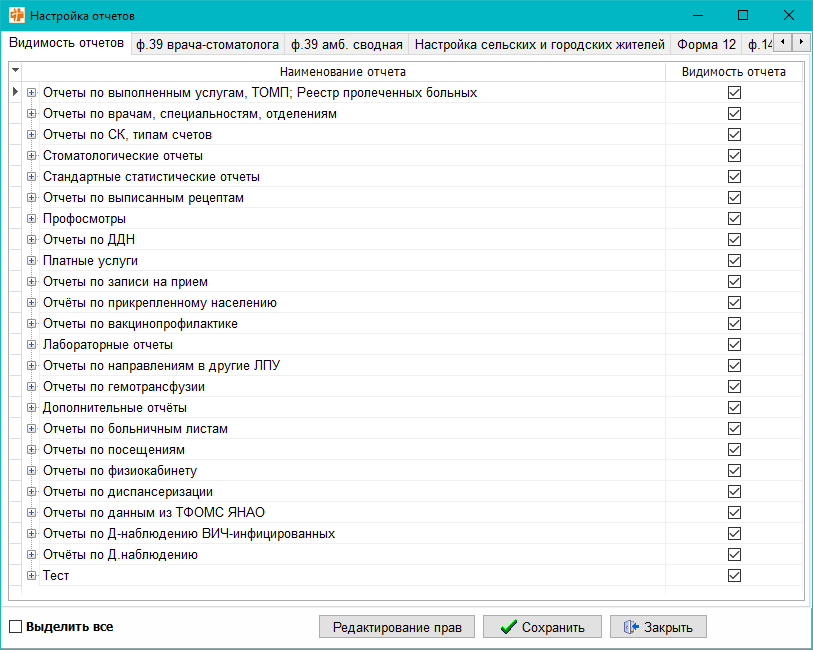 Настройка отчетов
Видимость отчетов ф.39 врача-стоматолога ф.39 амб. сводная Настройка сельских и городских жителей Форма 12 ф.14
Наименование отчета Видимость отчета
Отчеты по выполненным услугам, ТОМП; Реестр пролеченных больных
Отчеты по врачам, специальностям, отделениям
Отчеты по СК, типам счетов
Стоматологические отчеты
Стандартные статистические отчеты
Отчеты по выписанным рецептам
Профосмотры
Отчеты по ДДН
Платные услуги
Отчеты по записи на прием
Отчёты по прикрепленному населению
Отчеты по вакцинопрофилактике
Лабораторные отчеты
Отчеты по направлениям в другие ЛПУ
Отчеты по гемотрансфузии
Дополнительные отчёты
Отчеты по больничным листам
Отчеты по посещениям
Отчеты по физиокабинету
Отчеты по диспансеризации
Отчеты по данным из ТФОМС ЯНАО
Отчеты по Д-наблюдению ВИЧ-инфицированных
Отчёты по Д.наблюдению
Тест
Выделить все Редактирование прав Сохранить Закрыть